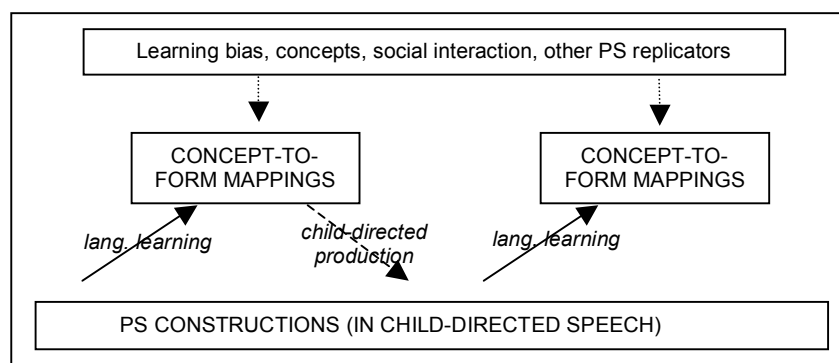 Learning bias, concepts, social interaction, other PS replicators
CONCEPT-TO-
FORM MAPPINGS
CONCEPT-TO-
FORM MAPPINGS
lang. learning
child-directed
production
lang. learning
PS CONSTRUCTIONS (IN CHILD-DIRECTED SPEECH)